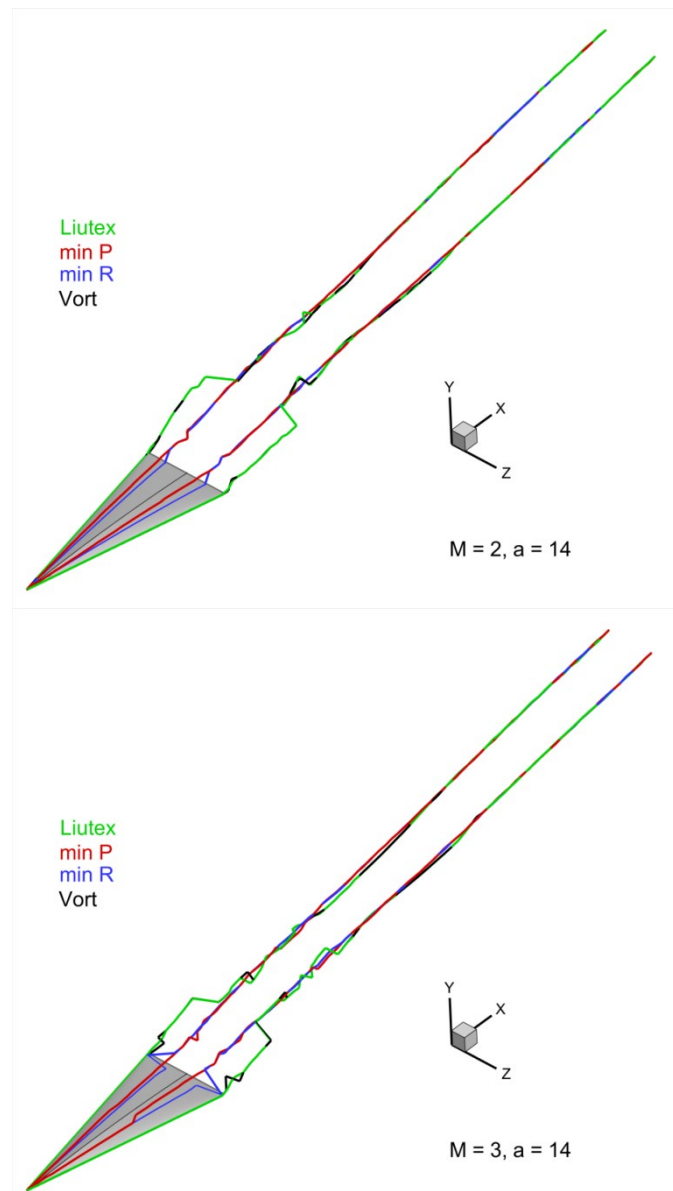 Liutex
min P
min R
Vort
Y
X
Z
M = 2, a = 14
Liutex
min P
min R
Vort
Y
X
Z
M = 3, a = 14